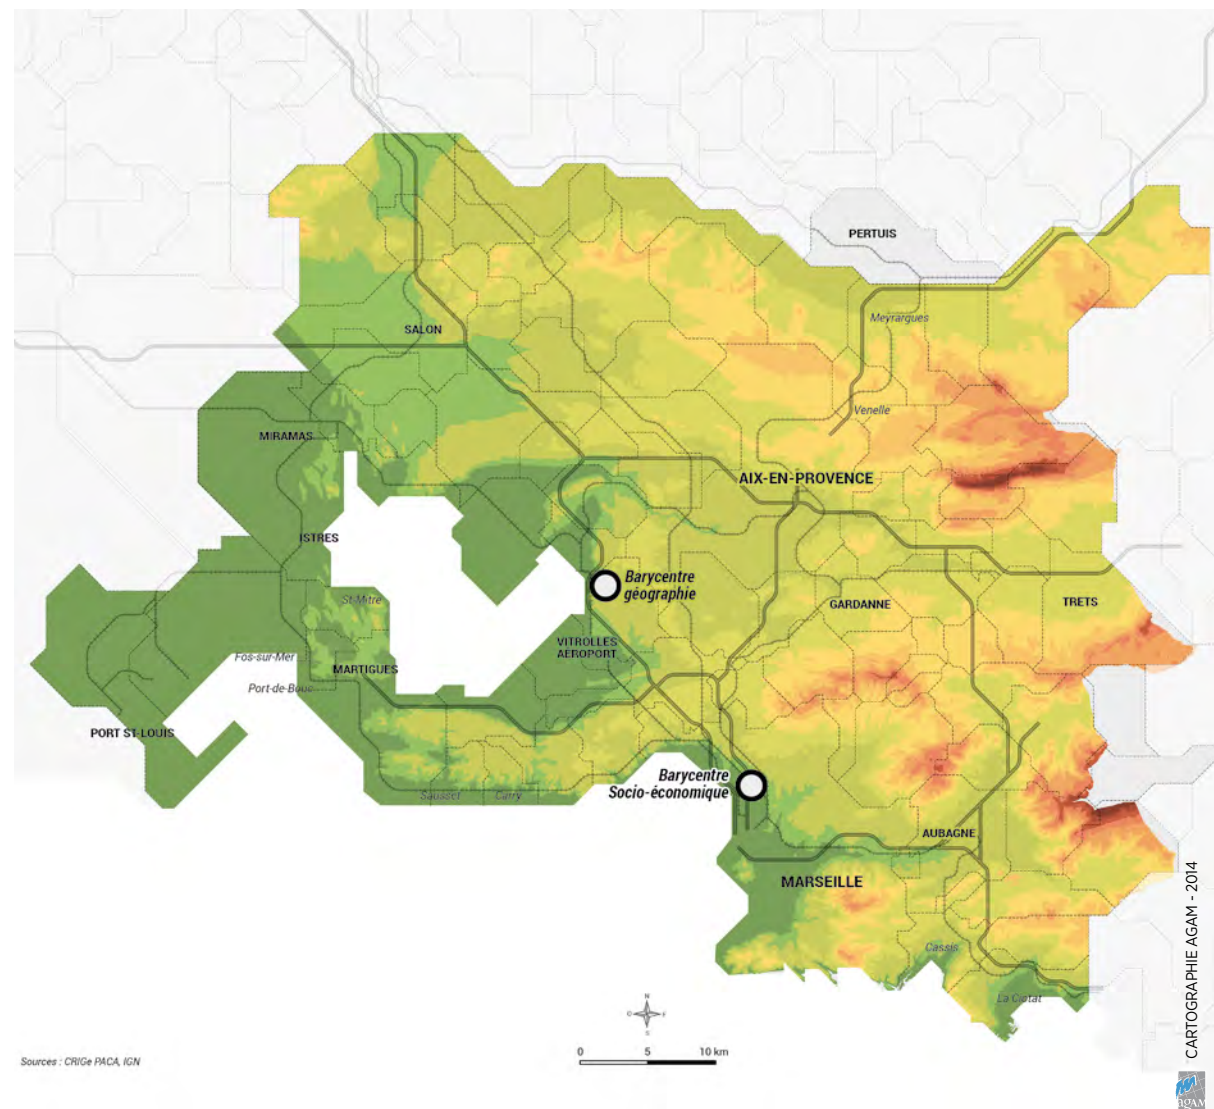 PERTUIS
Meyrargues
SALON
Venelle
MIRAMAS
AIX-EN-PROVENCE
ISTRES
Barycentre
géographie
St-Mitre
GARDANNE
TRETS
VITROLLES
AÉROPORT
Fos-sur-Mer
MARTIGUES
Port-de-Bouc
PORT ST-LOUIS
Barycentre
Socio-économique
Sausset
Carry
AUBAGNE
MARSEILLE
Cassis
La Ciotat
N
O
E
S
0 5 10 km
Sources : CRIGe PACA, IGN
CARTOGRAPHIE AGAM - 2014
agam